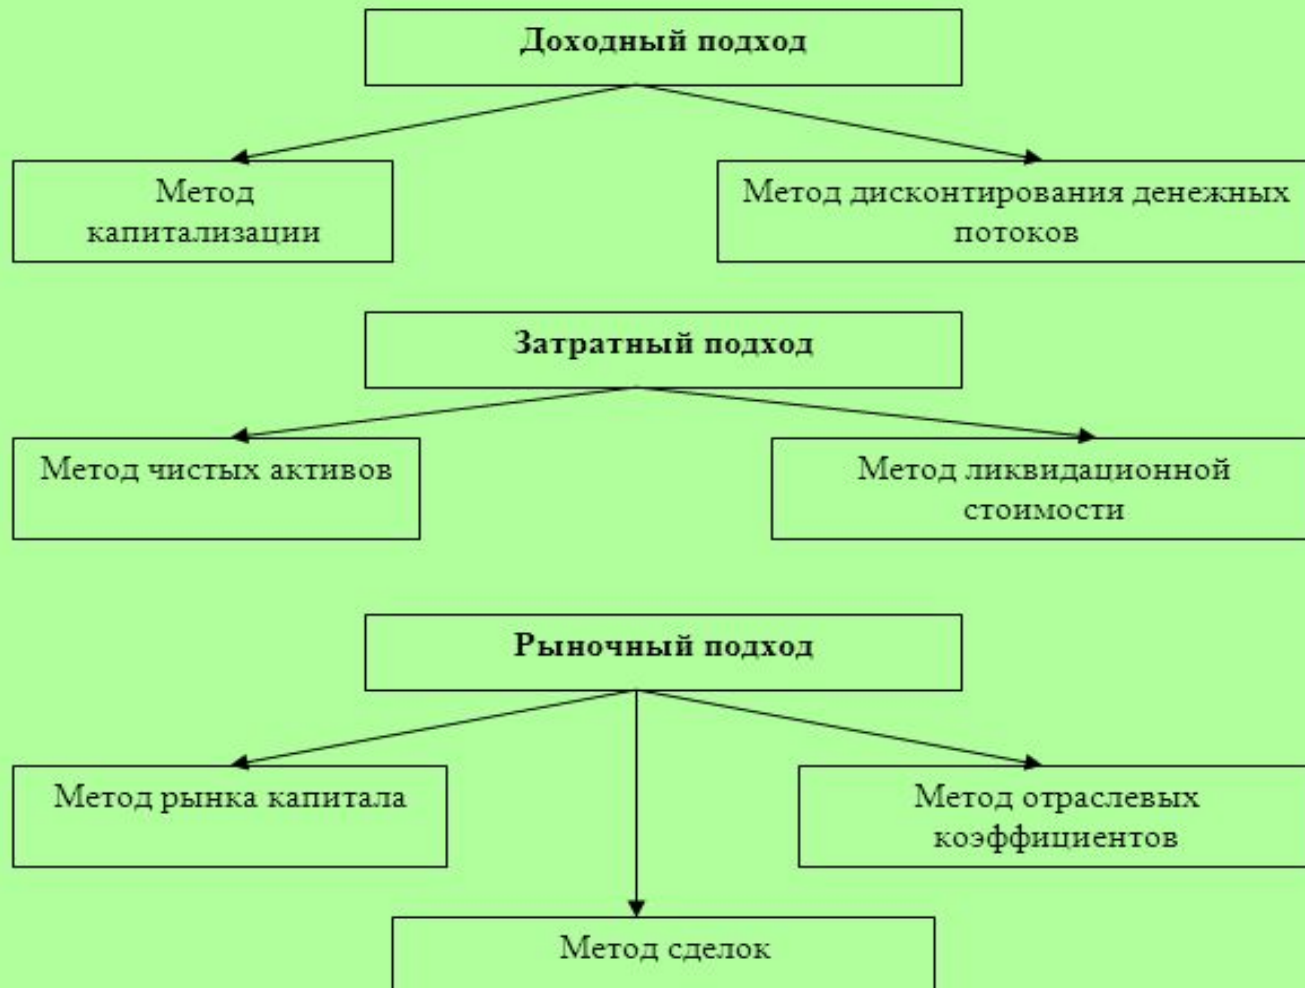 Доходный подход
Метод
капитализации
Метод дисконтирования денежных
потоков
Затратный подход
Метод чистых активов
Метод ликвидационной
стоимости
Рыночный подход
Метод рынка капитала
Метод отраслевых
коэффициентов
Метод сделок